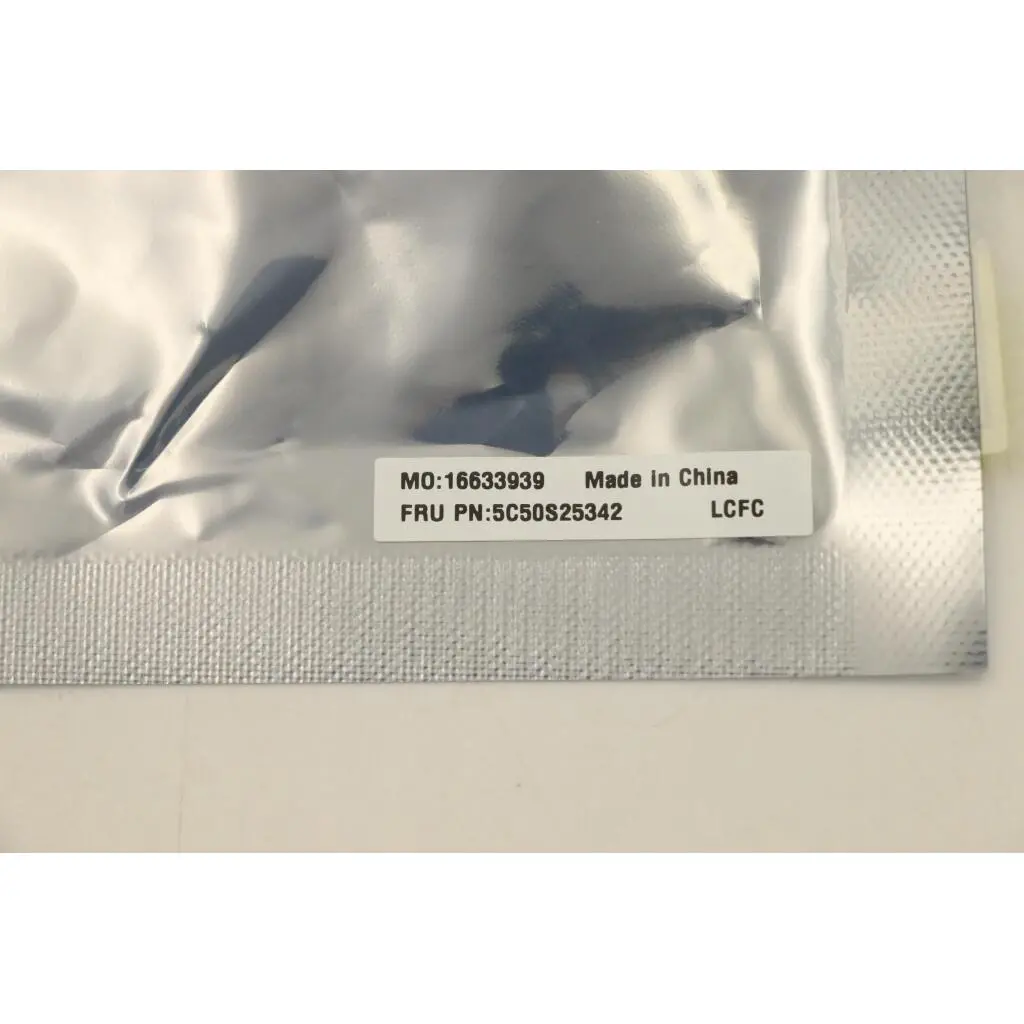 MO:16633939 Made in China
FRU PN:5C50S25342 LCFC